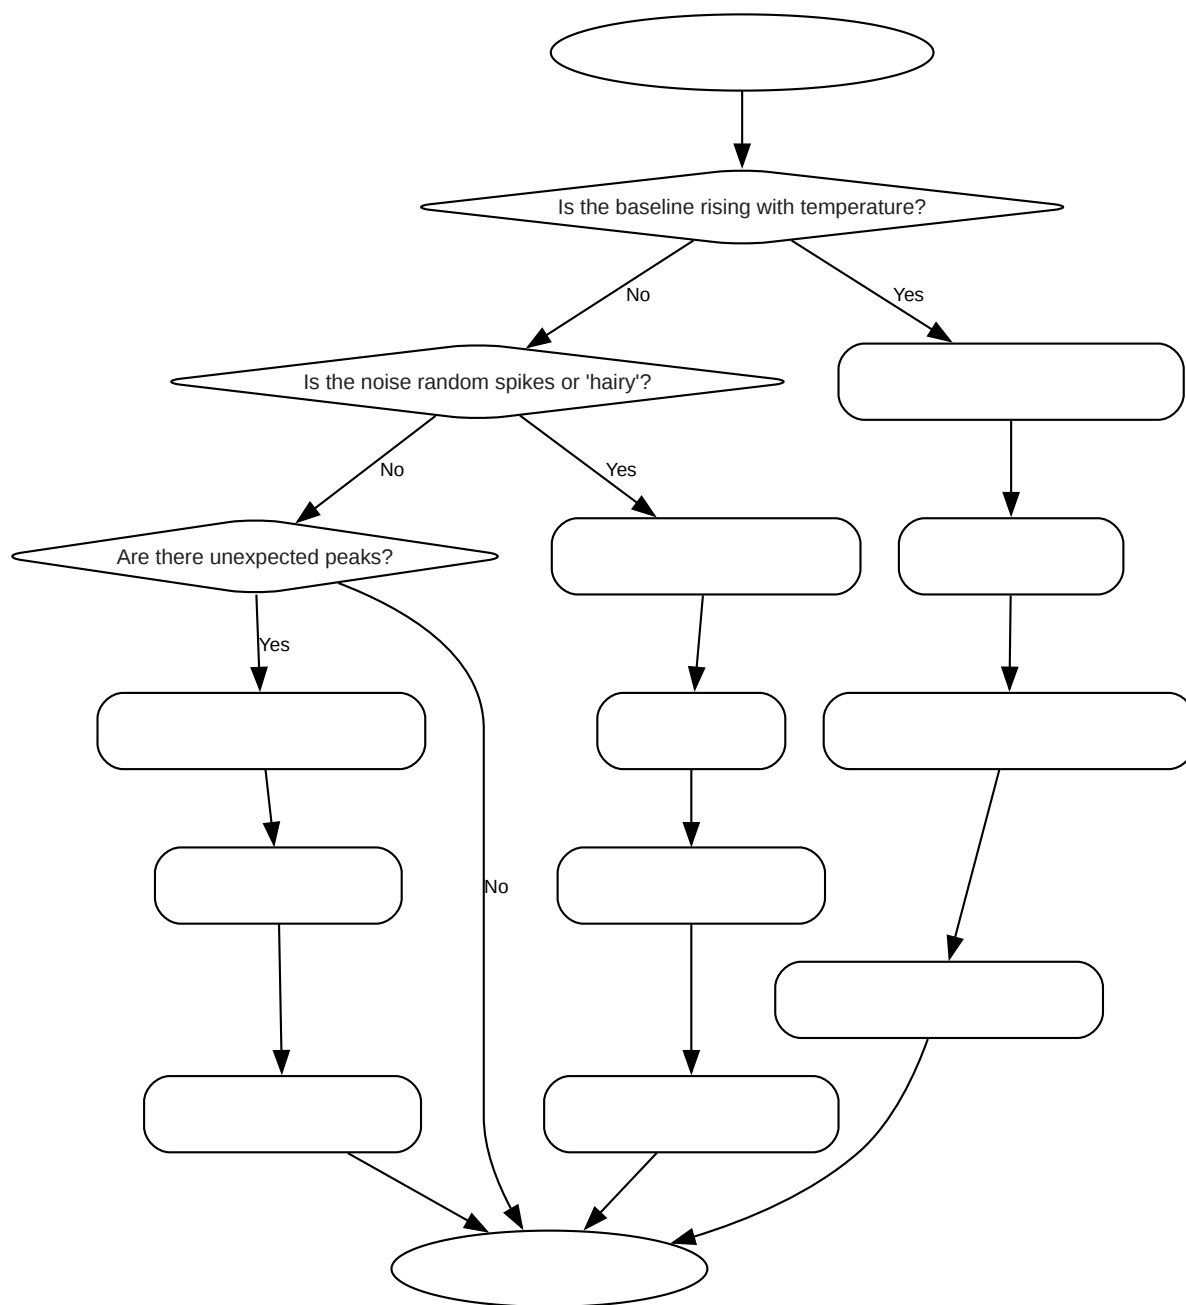 Is the baseline rising with temperature?
No
Yes
Is the noise random spikes or 'hairy'?
No
Yes
Are there unexpected peaks?
Yes
No